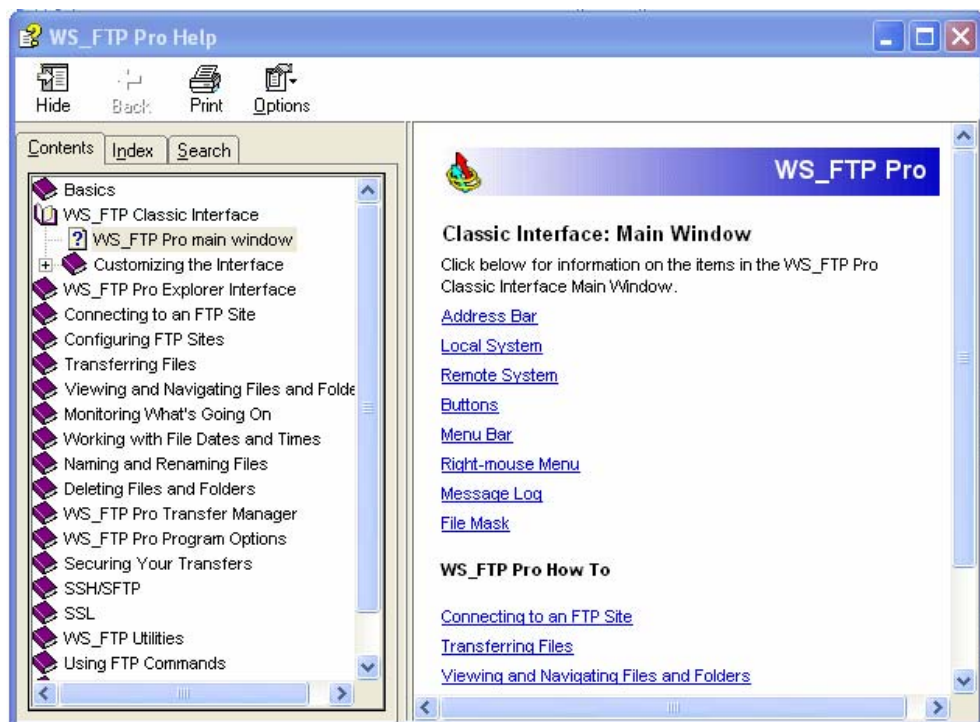 WS_FTP Pro Help
Hide Back Print Options
Contents Index Search
Basics
WS_FTP Classic Interface
WS_FTP Pro main window
Customizing the Interface
WS_FTP Pro Explorer Interface
Connecting to an FTP Site
Configuring FTP Sites
Transferring Files
Viewing and Navigating Files and Folde
Monitoring What's Going On
Working with File Dates and Times
Naming and Renaming Files
Deleting Files and Folders
WS_FTP Pro Transfer Manager
WS_FTP Pro Program Options
Securing Your Transfers
SSH/SFTP
SSL
WS_FTP Utilities
Using FTP Commands
WS_FTP Pro
Classic Interface: Main Window
Click below for information on the items in the WS_FTP Pro
Classic Interface Main Window.
Address Bar
Local System
Remote System
Buttons
Menu Bar
Right-mouse Menu
Message Log
File Mask
WS_FTP Pro How To
Connecting to an FTP Site
Transferring Files
Viewing and Navigating Files and Folders